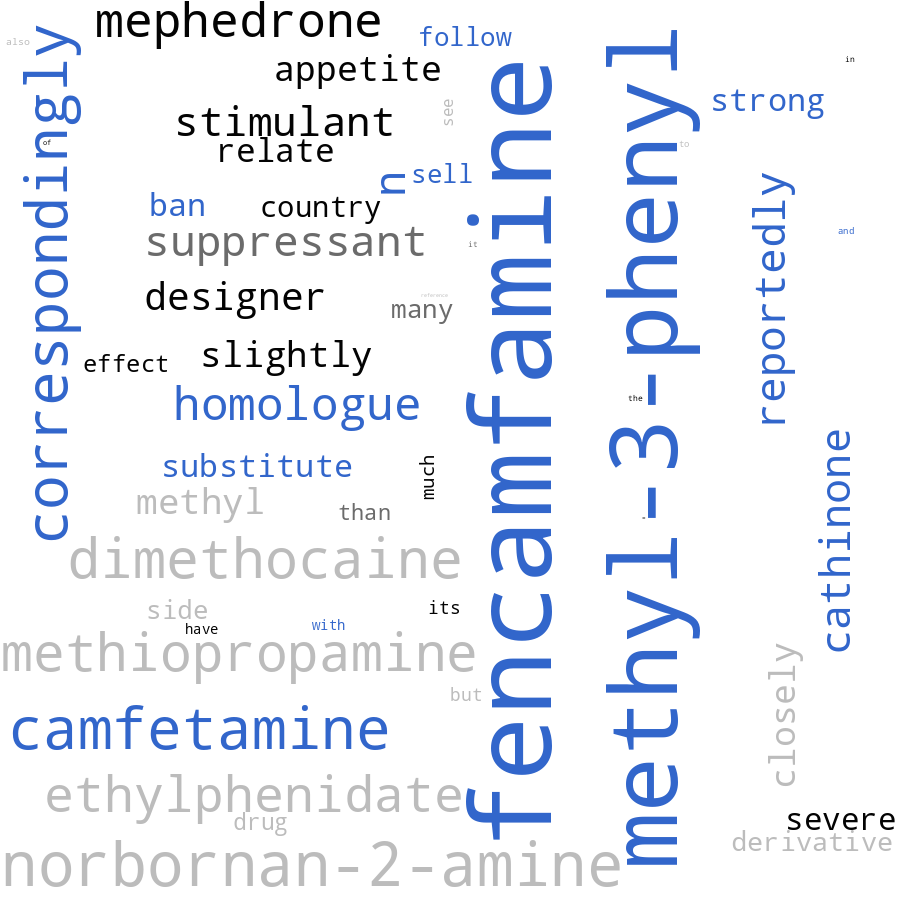 mephedrone
also
follow
appetite
in
strong
see
stimulant
of
to
relate
correspondingly
n
sell
ban
country
and
suppressant
it
fencamfamine
methyl-3-phenyl
reportedly
reference
designer
many
slightly
effect
the
homologue
substitute
much
methyl
than
-
cathinone
dimethocaine
side
its
with
have
methiopropamine
but
closely
camfetamine
ethylphenidate
drug
severe
derivative
norbornan-2-amine